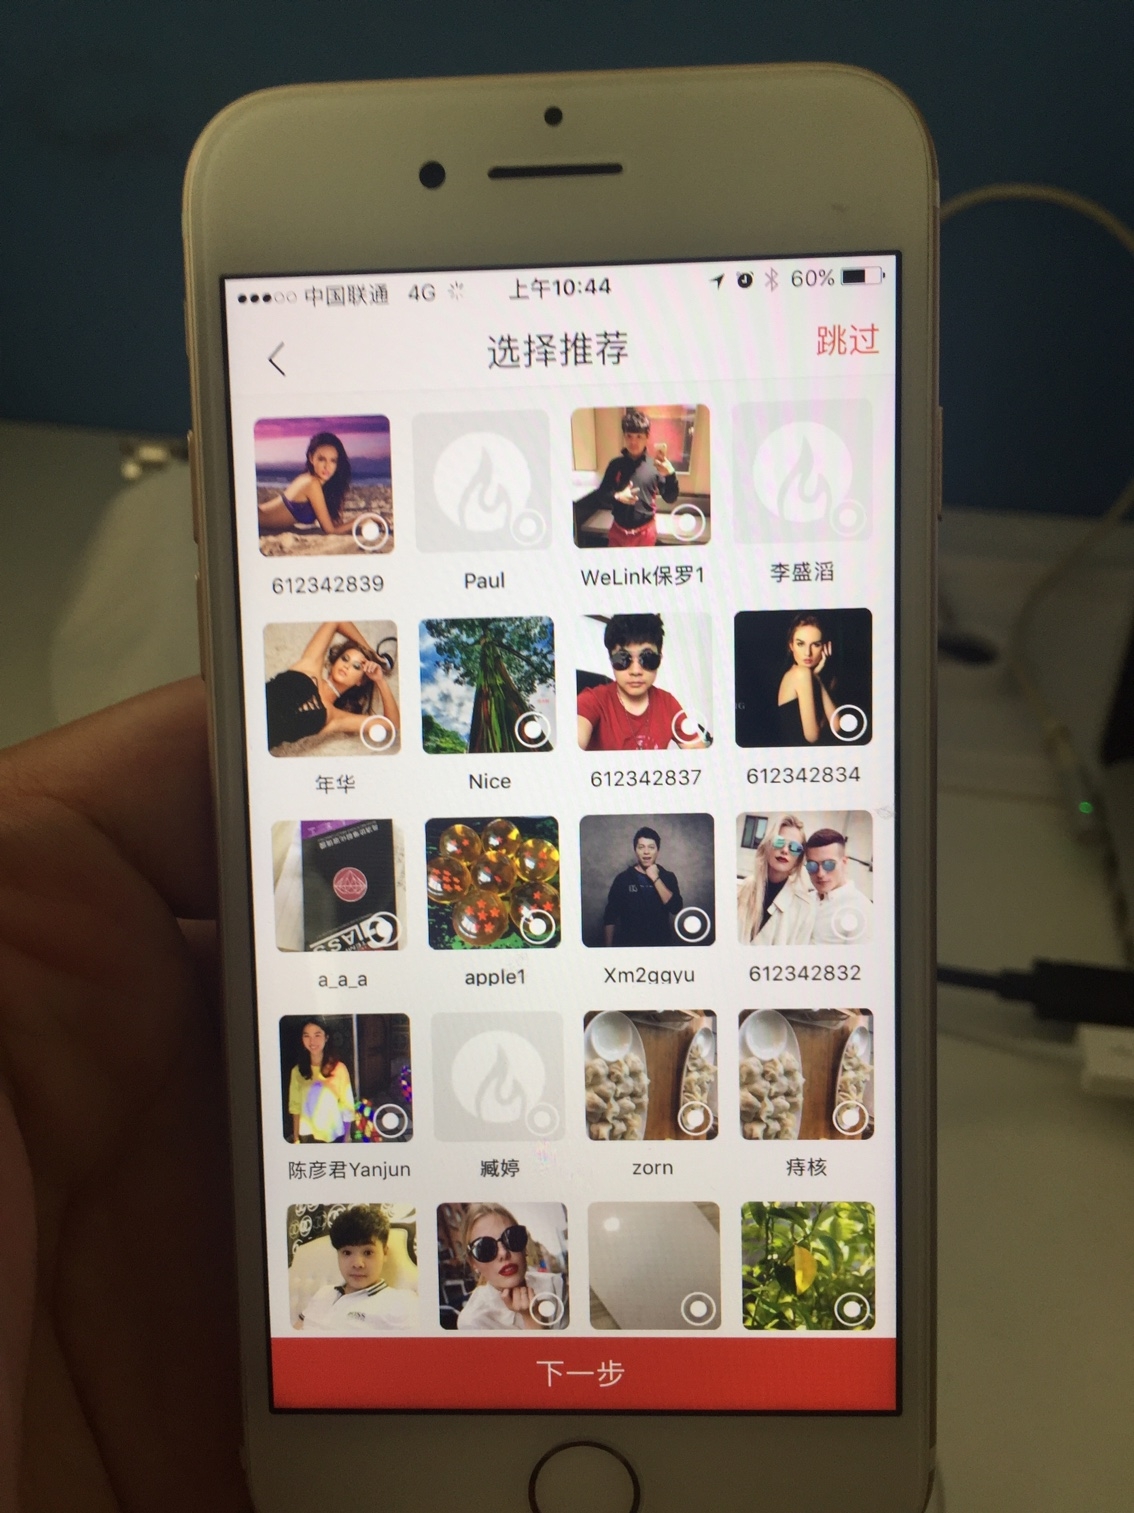 中国联通 4G 上午10:44 60%
选择推荐 跳过
612342839 Paul WeLink保罗1 李盛滔
年华 Nice 612342837 612342834
a_a_a apple1 Xm2ggyu 612342832
陈彦君Yanjun 臧婷 zorn 痔核
下一步